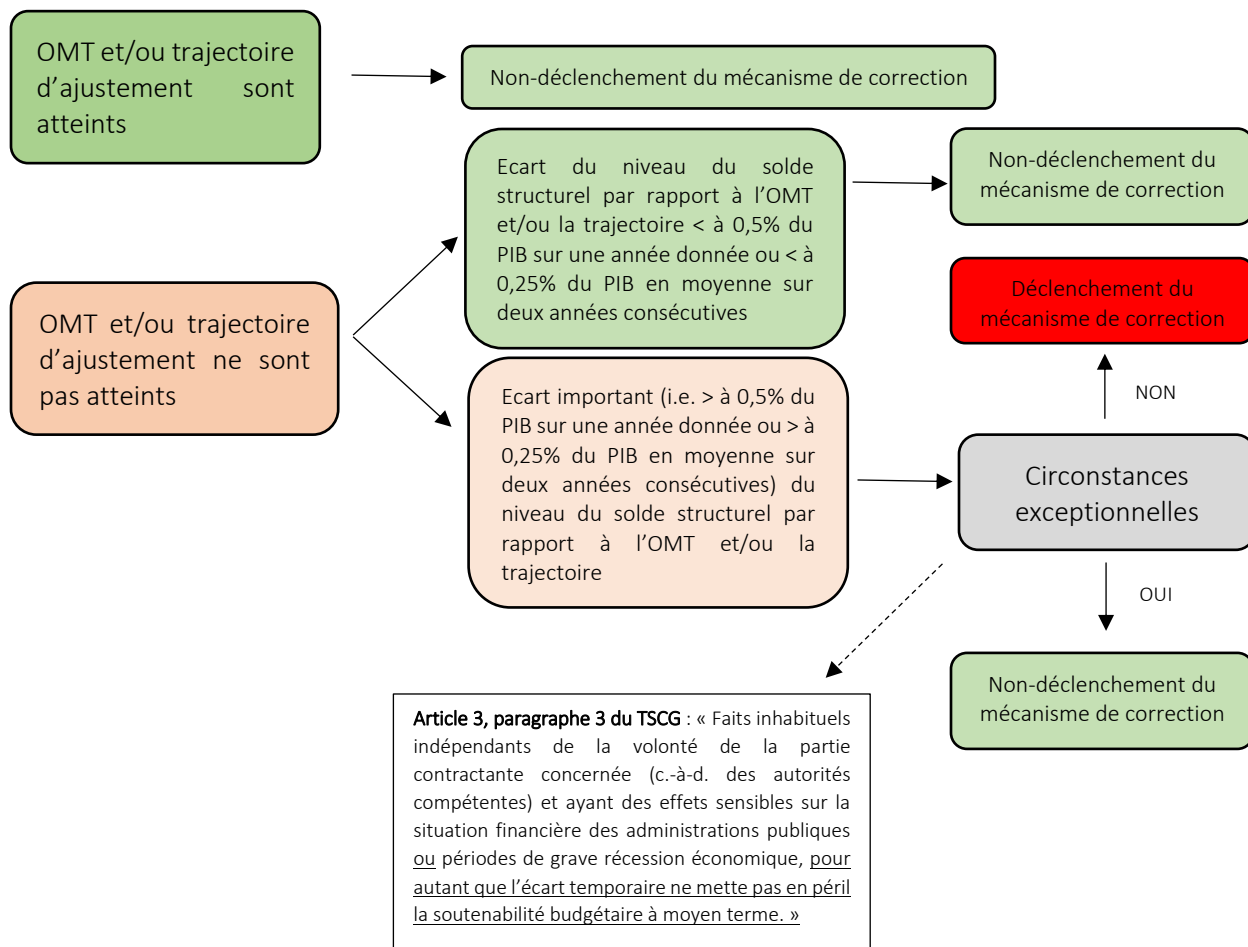 OMT et/ou trajectoire
d'ajustement sont
atteints
Non-déclenchement du mécanisme de correction
Ecart du niveau du solde
structurel par rapport à l'OMT
et/ou la trajectoire < à 0,5% du
PIB sur une année donnée ou < à
0,25% du PIB en moyenne sur
deux années consécutives
Non-déclenchement du
mécanisme de correction
OMT et/ou trajectoire
d'ajustement ne sont
pas atteints
Déclenchement du
mécanisme de correction
NON
Ecart important (i.e. > à 0,5% du
PIB sur une année donnée ou > à
0,25% du PIB en moyenne sur
deux années consécutives) du
niveau du solde structurel par
rapport à l'OMT et/ou la
trajectoire
Circonstances
exceptionnelles
OUI
Non-déclenchement du
mécanisme de correction
Article 3, paragraphe 3 du TSCG : « Faits inhabituels
indépendants de la volonté de la partie
contractante concernée (c.-à-d. des autorités
compétentes) et ayant des effets sensibles sur la
situation financière des administrations publiques
ou périodes de grave récession économique, pour
autant que l'écart temporaire ne mette pas en péril
la soutenabilité budgétaire à moyen terme. »